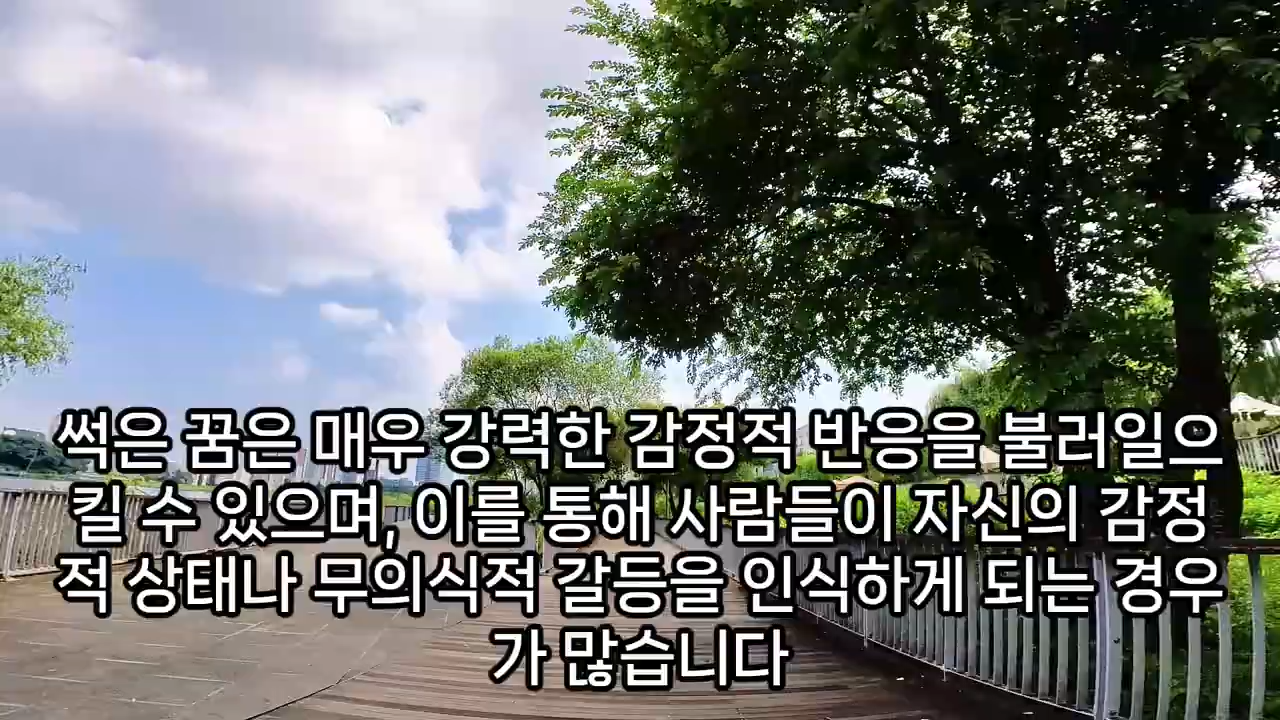 썩은 꿈은 매우 강력한 감정적 반응을 불러일으
킬 수 있으며, 이를 통해 사람들이 자신의 감정
적 상태나 무의식적 갈등을 인식하게 되는 경우
가 많습니다